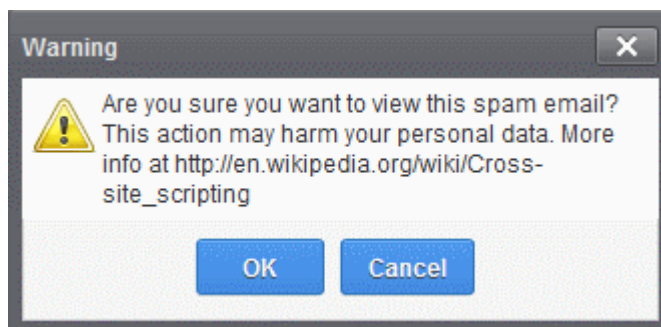 Warning
Are you sure you want to view this spam email?
This action may harm your personal data. More
info at http://en.wikipedia.org/wiki/Cross-
site_scripting
OK
Cancel